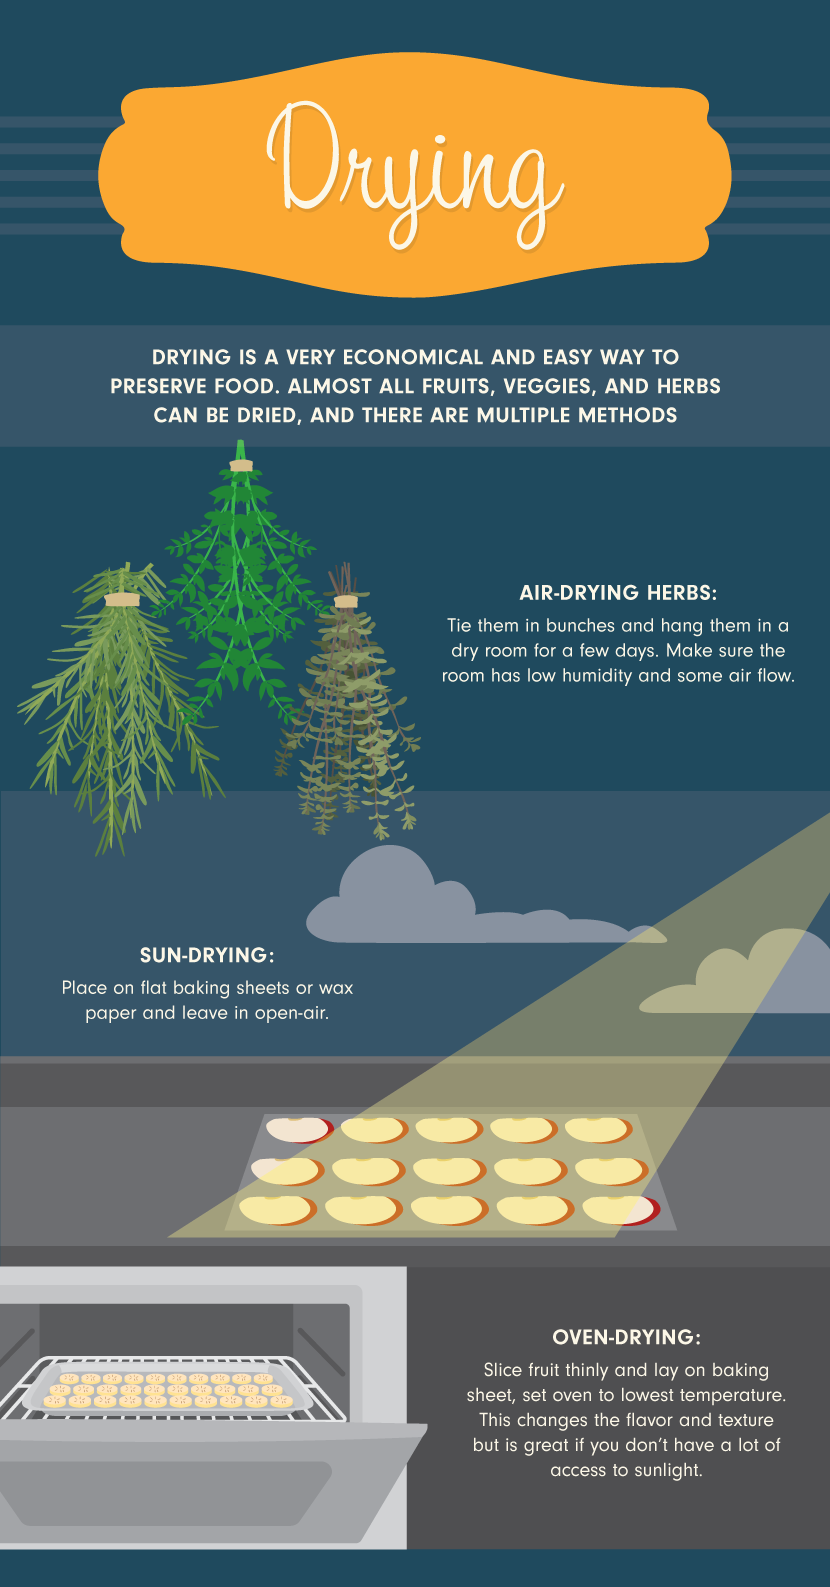 Drying
DRYING IS A VERY ECONOMICAL AND EASY WAY TO
PRESERVE FOOD. ALMOST ALL FRUITS, VEGGIES, AND HERBS
CAN BE DRIED, AND THERE ARE MULTIPLE METHODS
AIR-DRYING HERBS:
Tie them in bunches and hang them in a
dry room for a few days. Make sure the
room has low humidity and some air flow.
SUN-DRYING:
Place on flat baking sheets or wax
paper and leave in open-air.
OVEN-DRYING:
Slice fruit thinly and lay on baking
sheet, set oven to lowest temperature.
This changes the flavor and texture
but is great if you don't have a lot of
access to sunlight.